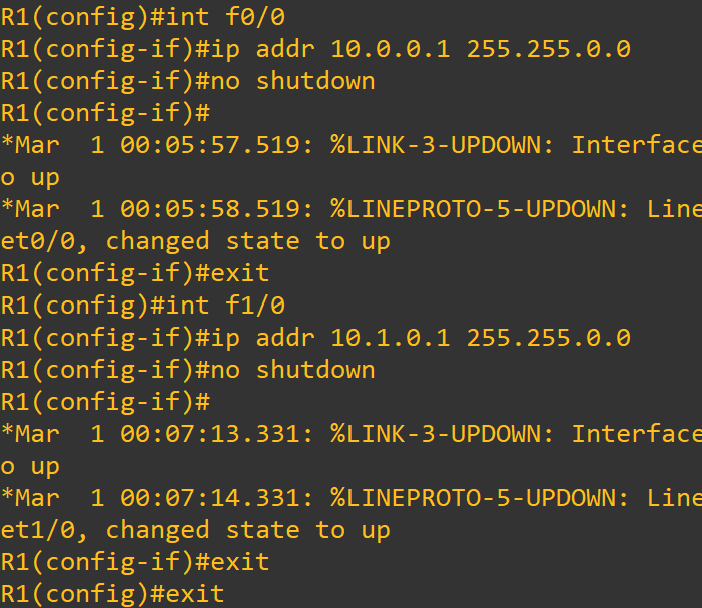 R1(config)#int f0/0
R1(config-if)#ip addr 10.0.0.1 255.255.0.0
R1(config-if)#no shutdown
R1(config-if)#
*Mar  1 00:05:57.519: %LINK-3-UPDOWN: Interface
o up
*Mar  1 00:05:58.519: %LINEPROTO-5-UPDOWN: Line
et0/0, changed state to up
R1(config-if)#exit
R1(config)#int f1/0
R1(config-if)#ip addr 10.1.0.1 255.255.0.0
R1(config-if)#no shutdown
R1(config-if)#
*Mar  1 00:07:13.331: %LINK-3-UPDOWN: Interface
o up
*Mar  1 00:07:14.331: %LINEPROTO-5-UPDOWN: Line
et1/0, changed state to up
R1(config-if)#exit
R1(config)#exit